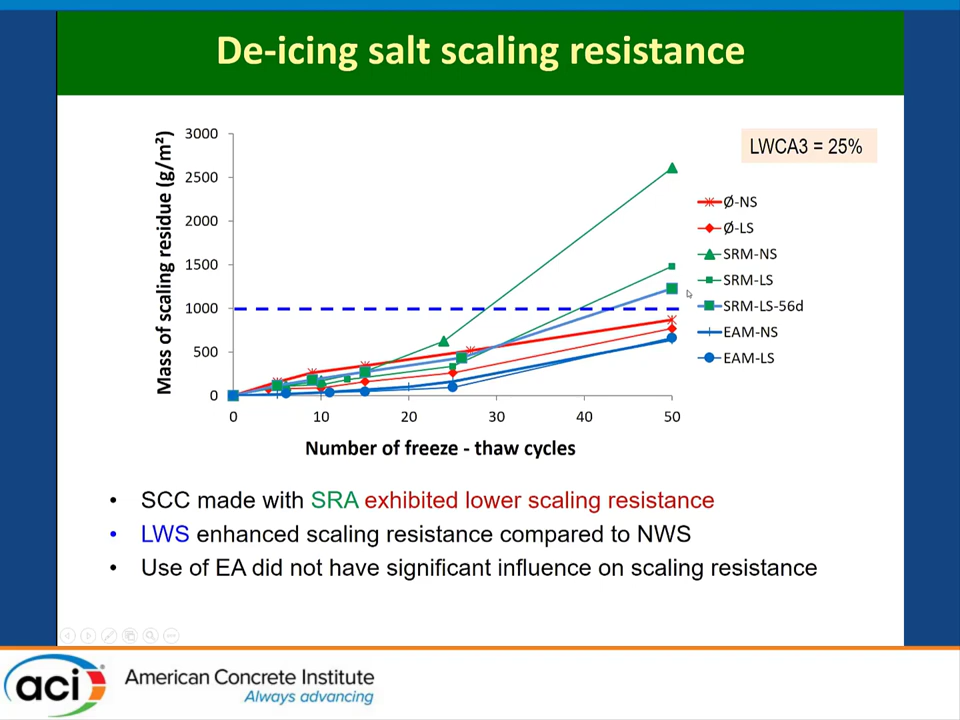 De-icing salt scaling resistance
LWCA3 = 25%
Mass of scaling residue (g/m²)
3000
2500
2000
1500
1000
500
0
0 10 20 30 40 50
Number of freeze - thaw cycles
Ø-NS
Ø-LS
SRM-NS
SRM-LS
SRM-LS-56d
EAM-NS
EAM-LS
• SCC made with SRA exhibited lower scaling resistance
• LWS enhanced scaling resistance compared to NWS
• Use of EA did not have significant influence on scaling resistance
aci
American Concrete Institute
Always advancing